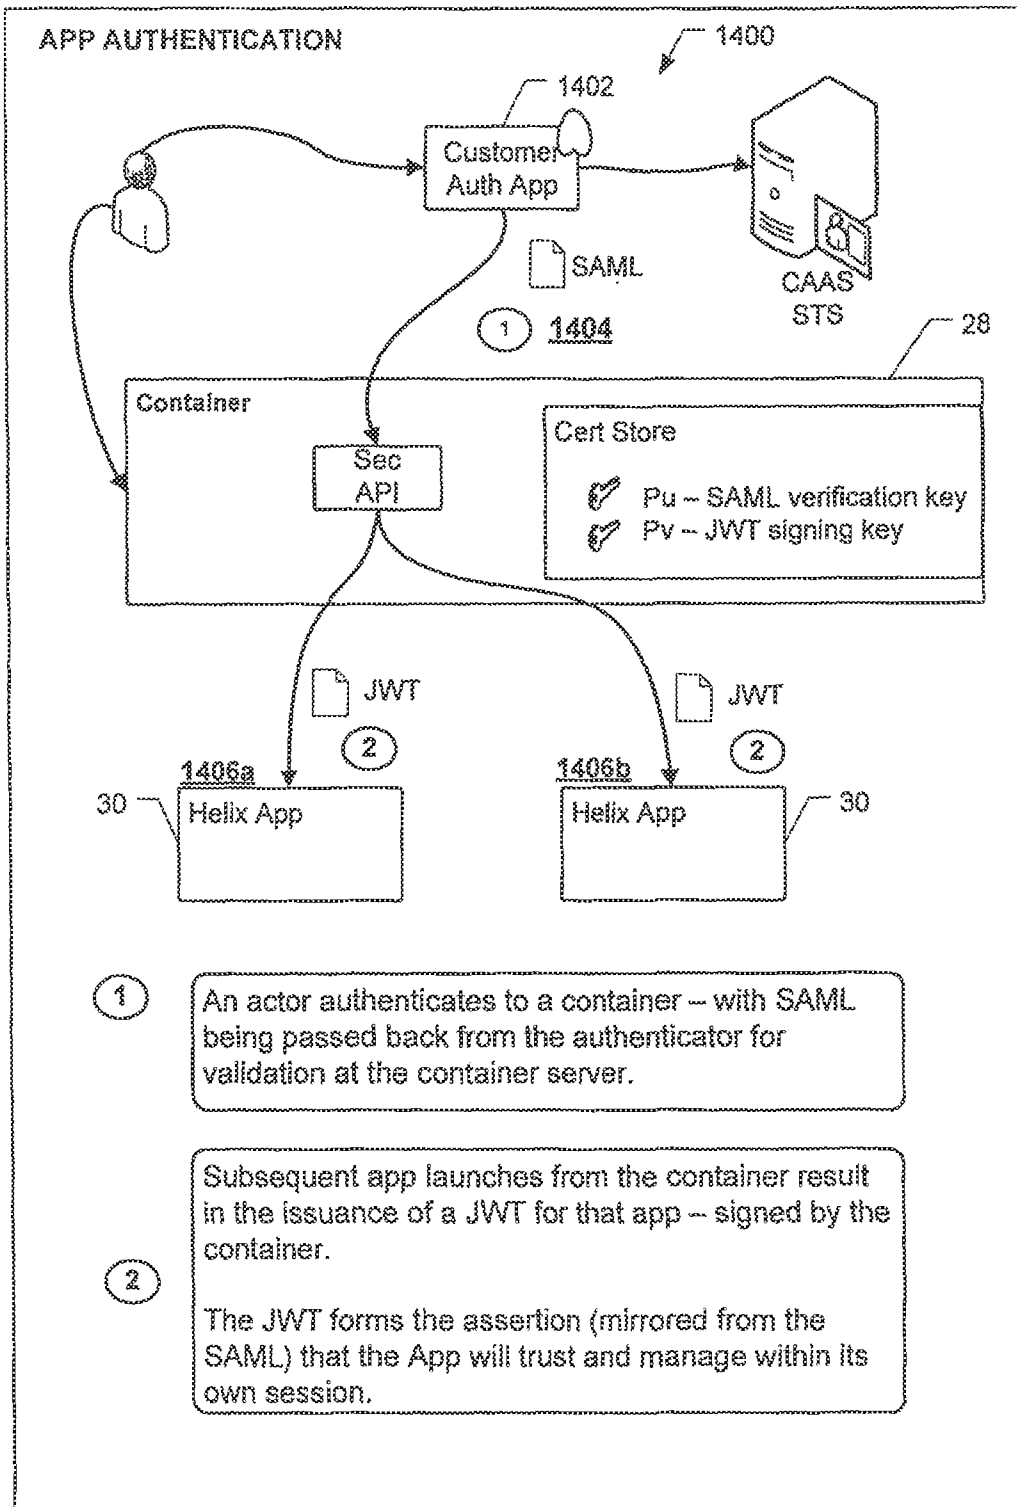 APP AUTHENTICATION
1400
1402
Customer
Auth App
SAML
CAAS
STS
1 1404
28
Container
Cert Store
Sec
API
Pu – SAML verification key
Pv – JWT signing key
JWT
JWT
2
2
1406a
1406b
30
Helix App
Helix App
30
1
An actor authenticates to a container – with SAML
being passed back from the authenticator for
validation at the container server.
2
Subsequent app launches from the container result
in the issuance of a JWT for that app – signed by the
container.
The JWT forms the assertion (mirrored from the
SAML) that the App will trust and manage within its
own session.